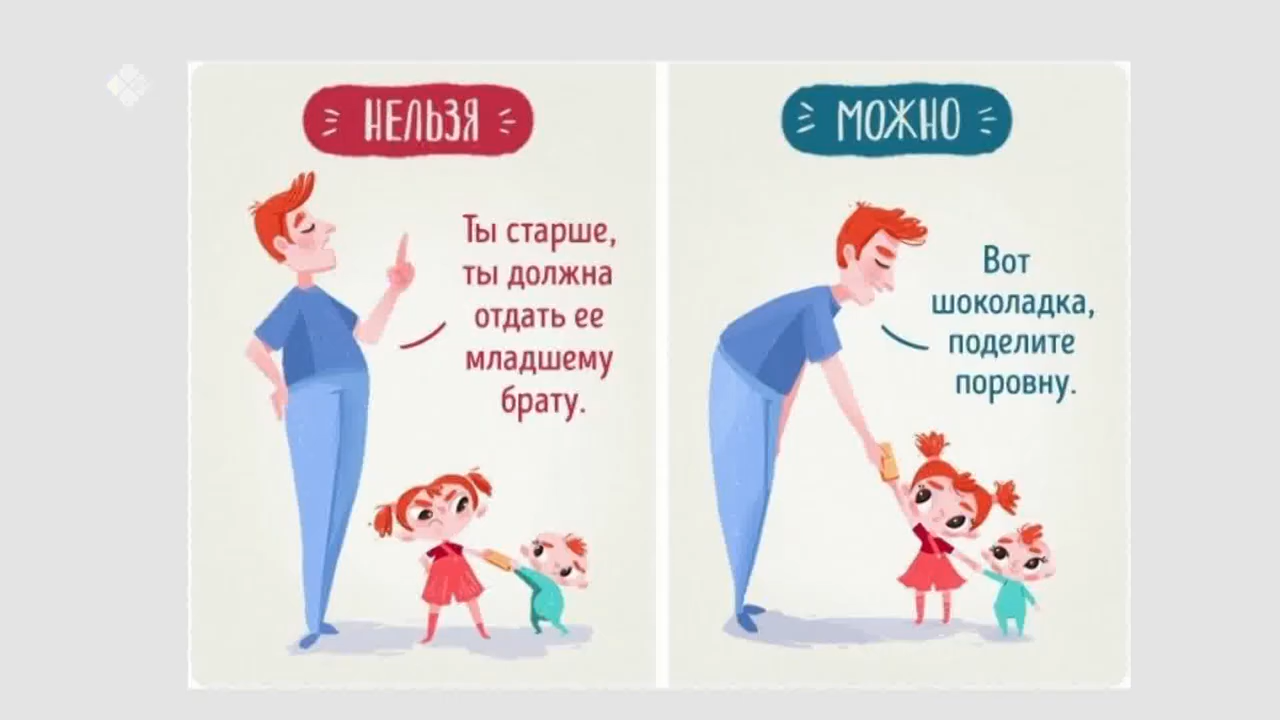 НЕЛЬЗЯ
Ты старше,
ты должна
отдать ее
младшему
брату.
МОЖНО
Вот
шоколадка,
поделите
поровну.